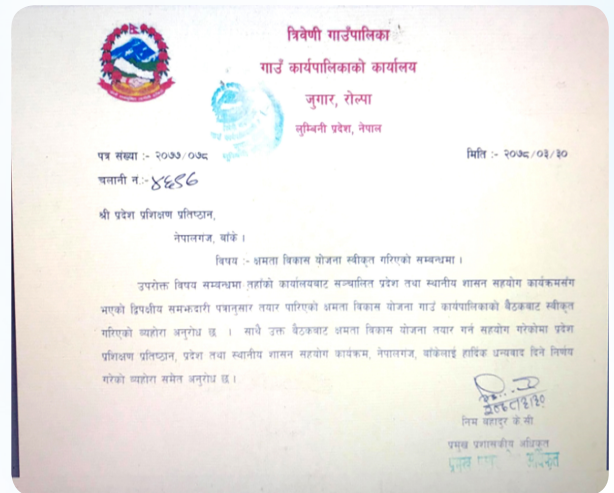 त्रिवेणी गाउँपालिका
गाउँ कार्यपालिकाको कार्यालय
जुगार, रोल्पा
लुम्बिनी प्रदेश, नेपाल
पत्र संख्या :- २०७७/०७८
मिति :- २०७८/०३/३०
चलानी नं.:-
श्री प्रदेश प्रशिक्षण प्रतिष्ठान,
नेपालगंज, बाँके ।
विषय :- क्षमता विकास योजना स्वीकृत गरिएको सम्बन्धमा ।
उपरोक्त विषय सम्बन्धमा तहाँको कार्यालयबाट सञ्चालित प्रदेश तथा स्थानीय शासन सहयोग कार्यक्रमसँग
भएको द्विपक्षीय समझदारी पत्रानुसार तयार पारिएको क्षमता विकास योजना गाउँ कार्यपालिकाको बैठकबाट स्वीकृत
गरिएको व्यहोरा अनुरोध छ । साथै उक्त बैठकबाट क्षमता विकास योजना तयार गर्न सहयोग गरेकोमा प्रदेश
प्रशिक्षण प्रतिष्ठान, प्रदेश तथा स्थानीय शासन सहयोग कार्यक्रम, नेपालगंज, बाँकेलाई हार्दिक धन्यवाद दिने निर्णय
गरेको व्यहोरा समेत अनुरोध छ ।
निम बहादुर के.सी
प्रमुख प्रशासकीय अधिकृत
प्रमुख अधिकृत